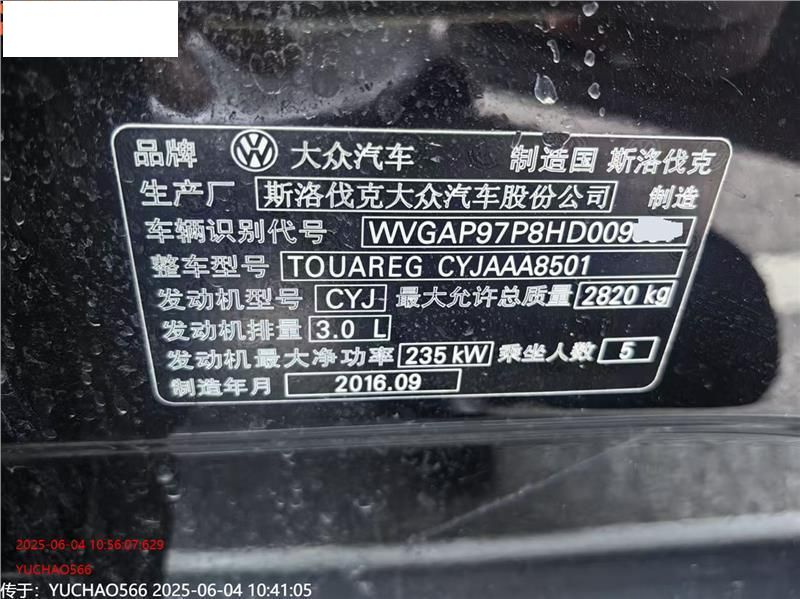 品牌 大众汽车 制造国 斯洛伐克
生产厂 斯洛伐克大众汽车股份公司 制造
车辆识别代号 WVGAP97P8HD009
整车型号 TOUAREG CYJAAA8501
发动机型号 CYJ 最大允许总质量 2820 kg
发动机排量 3.0 L
发动机最大净功率 235 kW 乘坐人数 5
制造年月 2016.09
2025-06-04 10:56:07:629
YUCHAO566
传于：YUCHAO566 2025-06-04 10:41:05